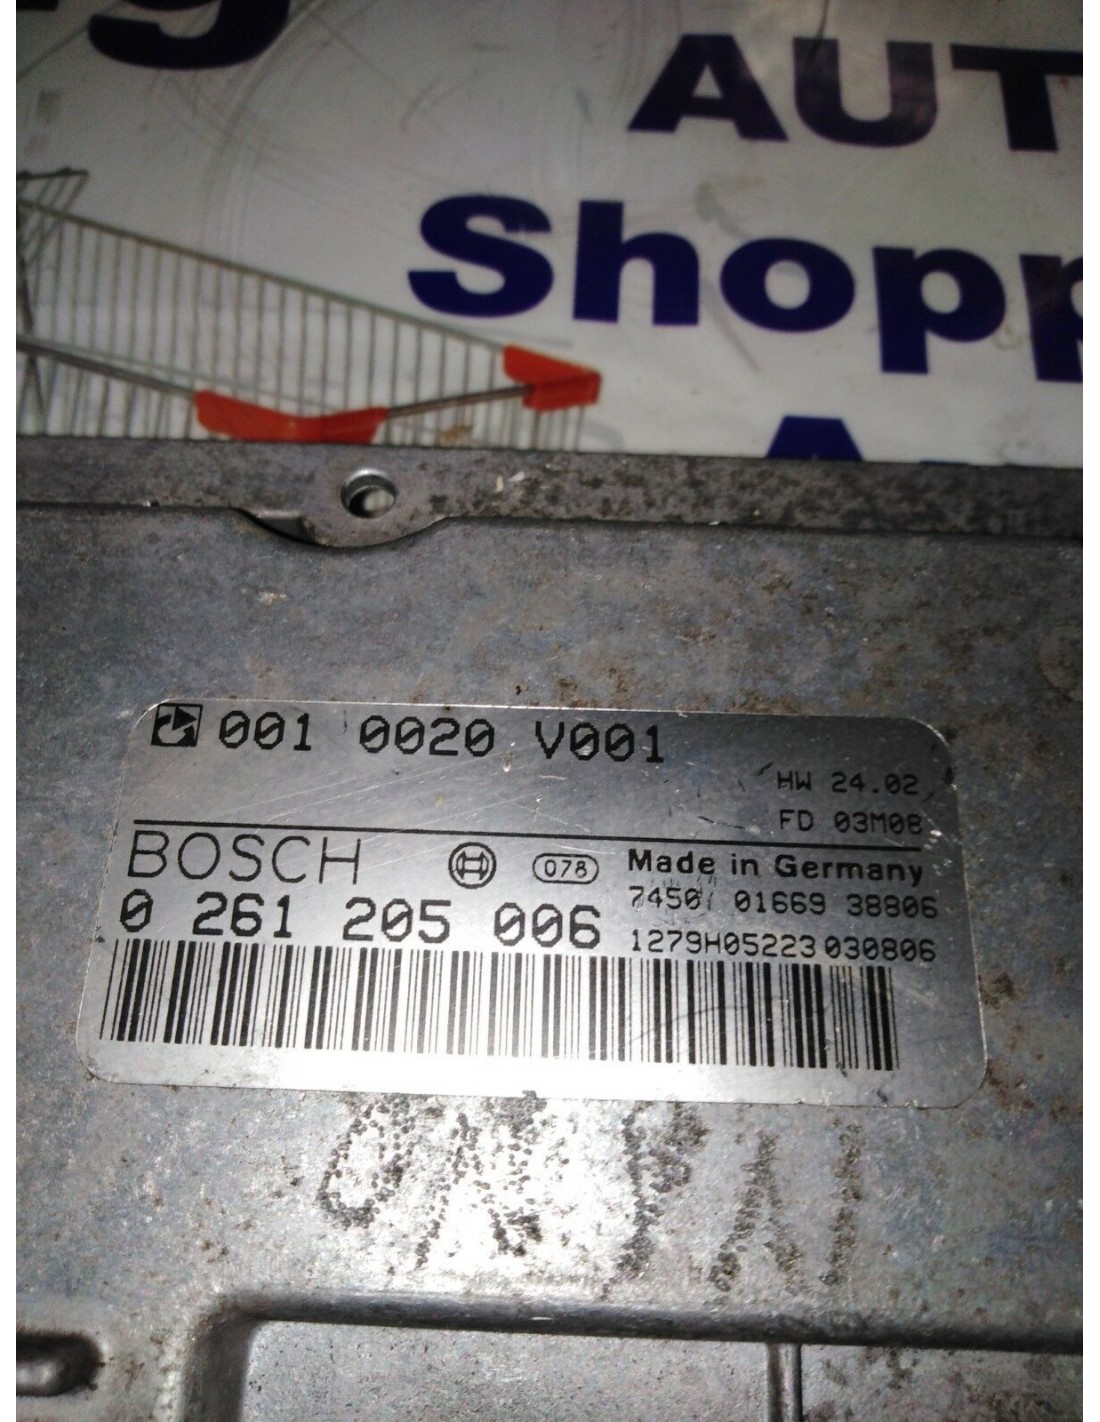 AUT
Shopp
001 0020 V001
HW 24.02
FD 03M08
BOSCH 078 Made in Germany
7450 01669 38806
0 261 205 006 1279H05223 030806